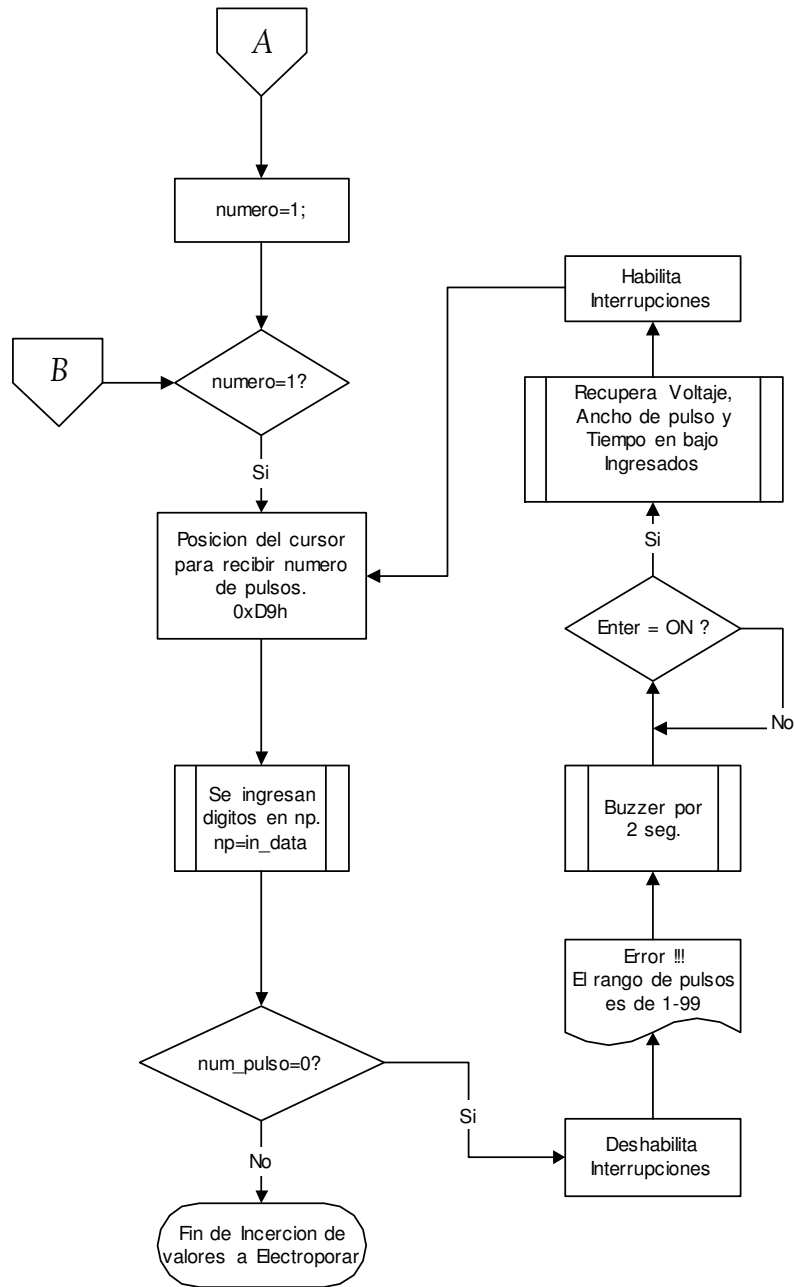 A
numero=1;
B
numero=1?
Si
Posicion del cursor
para recibir numero
de pulsos.
0xD9h
Se ingresan
digitos en np.
np=in_data
num_pulso=0?
No
Si
Fin de Incercion de
valores a Electroporar
Deshabilita
Interrupciones
Error !!!
El rango de pulsos
es de 1-99
Buzzer por
2 seg.
Enter = ON ?
No
Si
Recupera Voltaje,
Ancho de pulso y
Tiempo en bajo
Ingresados
Habilita
Interrupciones